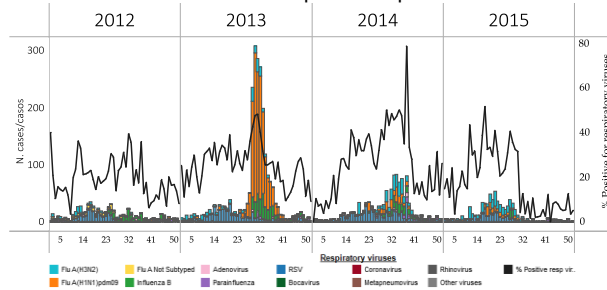 2012 2013 2014 2015
300 80
60
200
40
100
20
0 0
N. cases/casos
% Positive for respiratory viruses
5 14 23 32 41 50 5 14 23 32 41 50 5 14 23 32 41 50 5 14 23 32 41 50
Respiratory viruses
Flu A(H3N2) Flu A Not Subtyped Adenovirus RSV Coronavirus Rhinovirus % Positive resp vir..
Flu A(H1N1)pdm09 Influenza B Parainfluenza Bocavirus Metapneumovirus Other viruses